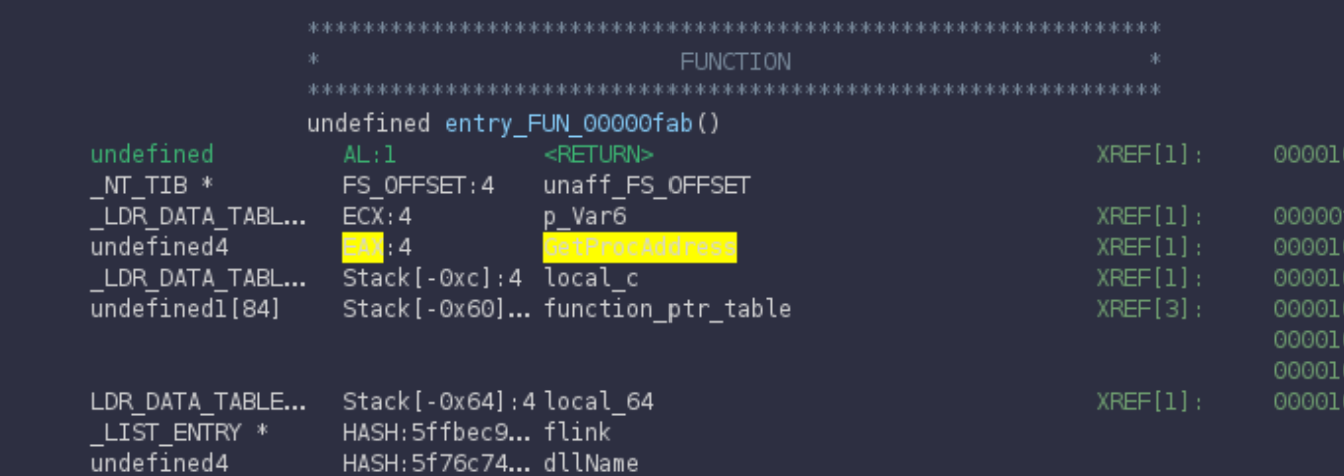 ******************************************************************
* FUNCTION *
******************************************************************
undefined entry_FUN_00000fab()
undefined AL:1 <RETURN> XREF[1]: 00001
_NT_TIB * FS_OFFSET:4 unaff_FS_OFFSET
_LDR_DATA_TABL... ECX:4 p_Var6 XREF[1]: 00000
undefined4 EAX:4 GetProcAddress XREF[1]: 00001
_LDR_DATA_TABL... Stack[-0xc]:4 local_c XREF[1]: 00001
undefined1[84] Stack[-0x60]... function_ptr_table XREF[3]: 00001
00001
00001
LDR_DATA_TABLE... Stack[-0x64]:4 local_64 XREF[1]: 00001
_LIST_ENTRY * HASH:5ffbec9... flink
undefined4 HASH:5f76c74... dllName